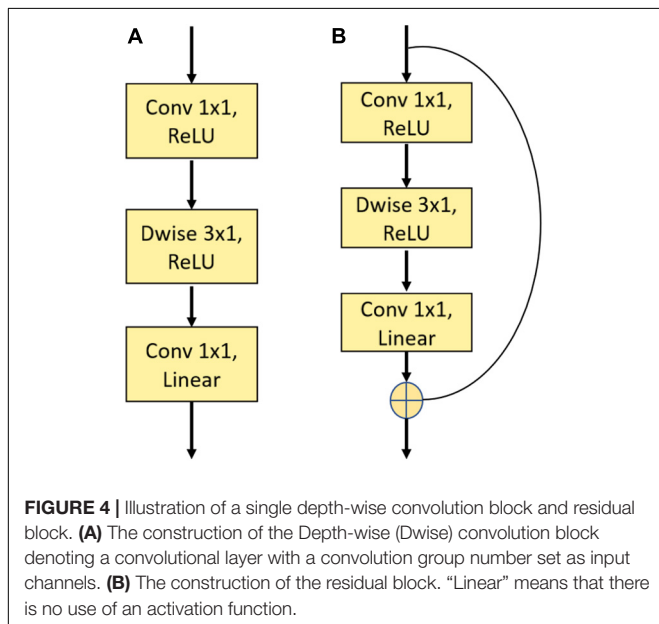 A
B
Conv 1x1,
ReLU
Dwise 3x1,
ReLU
Conv 1x1,
Linear
Conv 1x1,
ReLU
Dwise 3x1,
ReLU
Conv 1x1,
Linear
FIGURE 4 | Illustration of a single depth-wise convolution block and residual
block. (A) The construction of the Depth-wise (Dwise) convolution block
denoting a convolutional layer with a convolution group number set as input
channels. (B) The construction of the residual block. “Linear” means that there
is no use of an activation function.